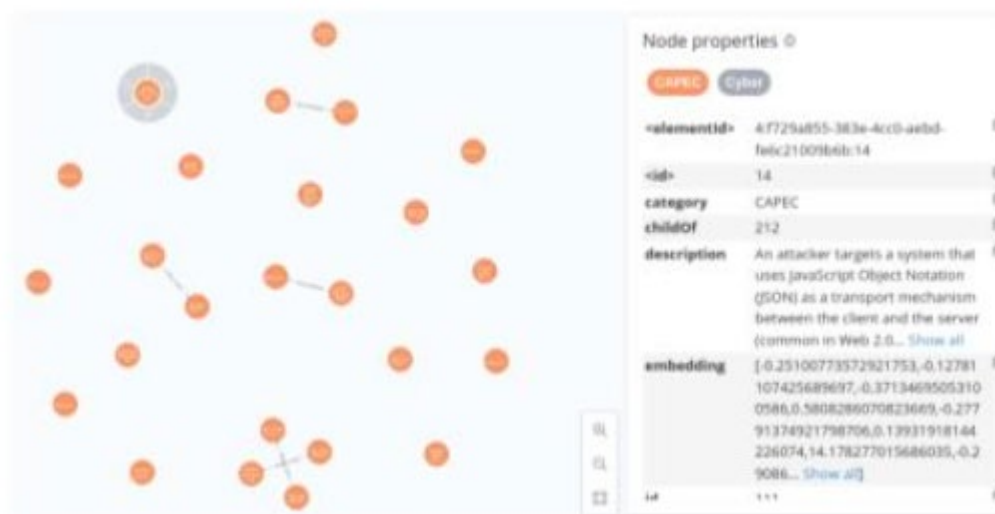 Node properties
CAPEC Cyber
<elementId> 4:f729a855-383e-4cc0-aebd-
fe6c21009b6b:14
<id> 14
category CAPEC
childOf 212
description An attacker targets a system that
uses JavaScript Object Notation
(JSON) as a transport mechanism
between the client and the server
(common in Web 2.0... Show all
embedding [-0.25100773572921753,-0.12781
107425689697,-0.3713469505310
0586,0.5808286070823669,-0.277
91374921798706,0.13931918144
226074,14.178277015686035,-0.2
9086... Show all]
id 111